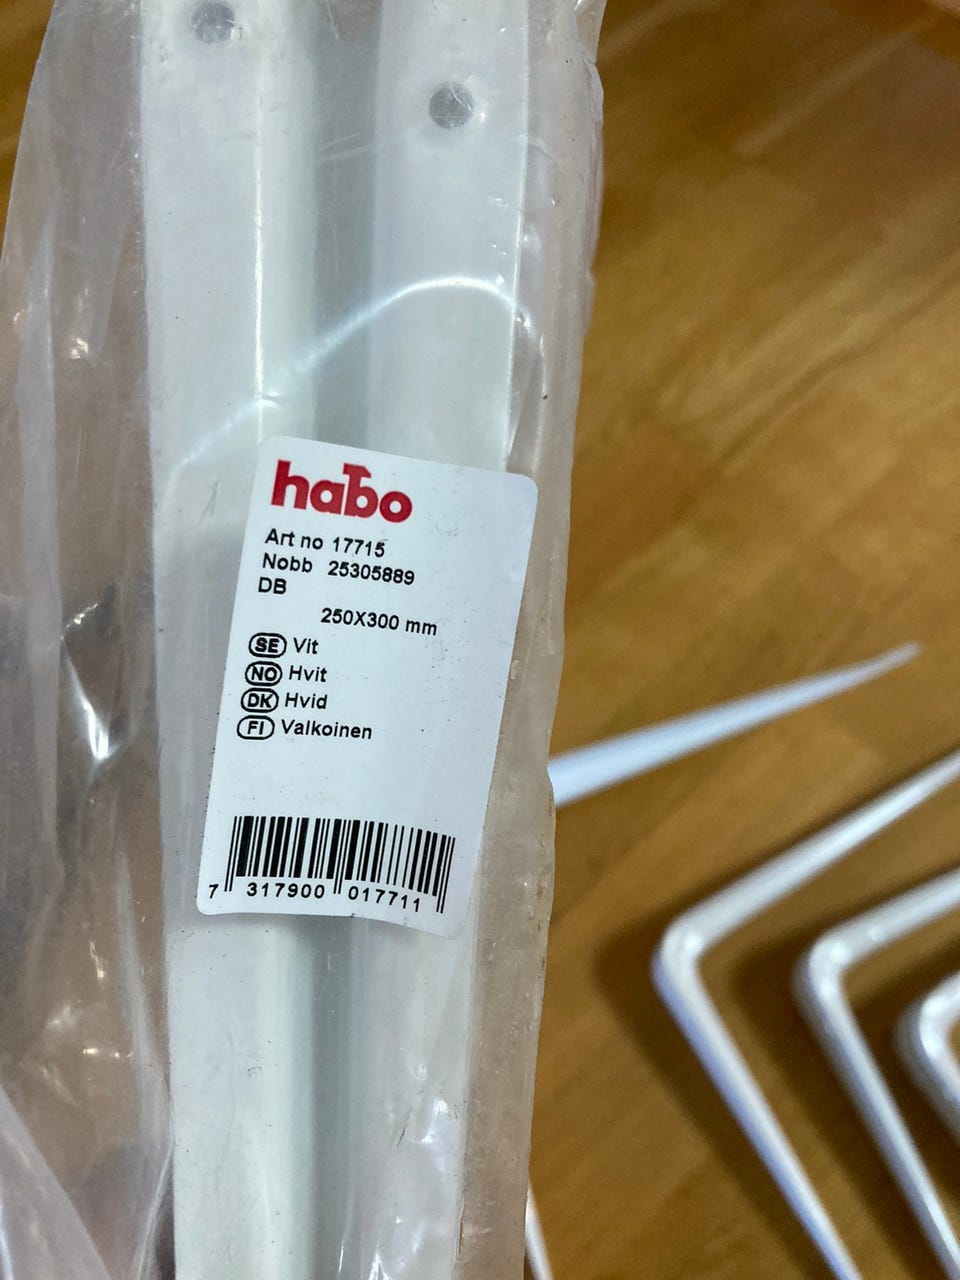 habo
Art no 17715
Nobb 25305889
DB
250X300 mm
SE Vit
NO Hvit
DK Hvid
FI Valkoinen
7 317900 017711